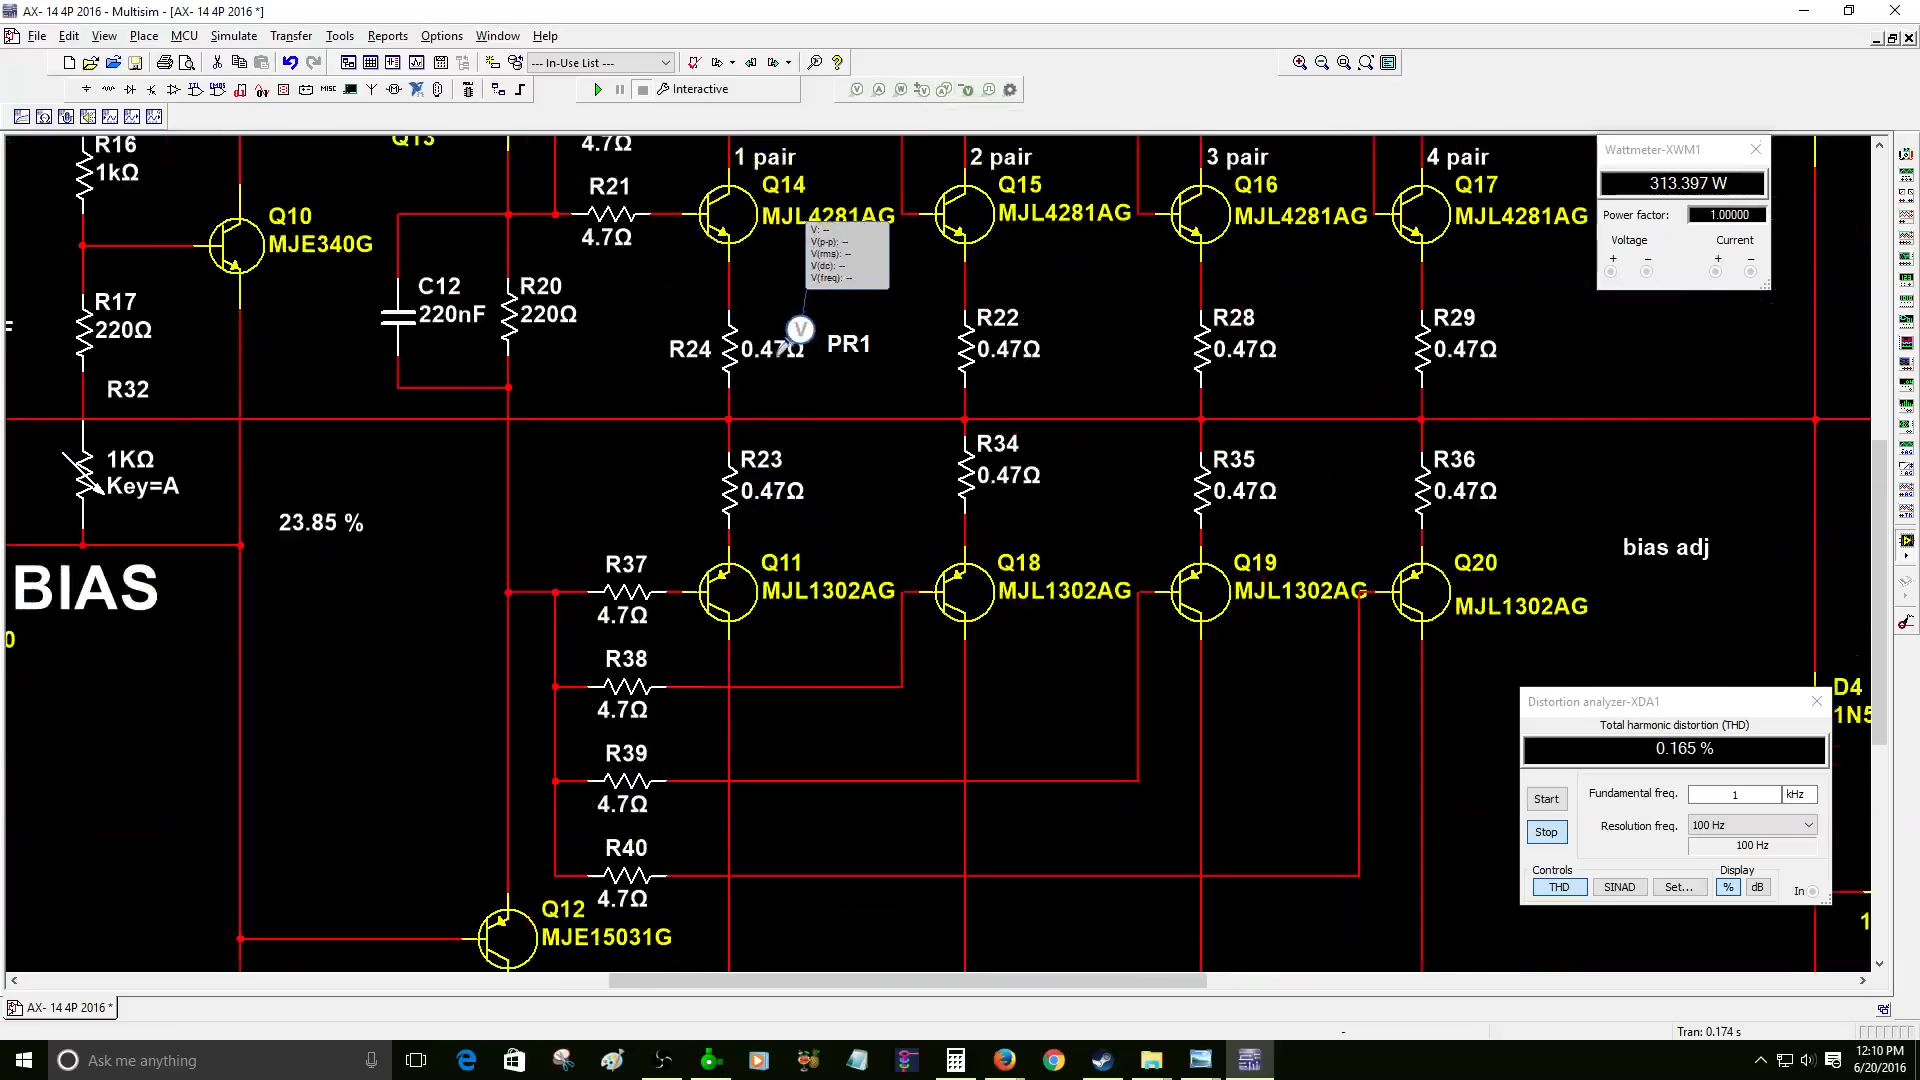 AX- 14 4P 2016 - Multisim - [AX- 14 4P 2016 *]
File Edit View Place MCU Simulate Transfer Tools Reports Options Window Help
--- In-Use List ---
Interactive
R16
1kΩ
Q10
MJE340G
R17
220Ω
R32
1KΩ
Key=A
23.85 %
BIAS
0
F
Q13
C12
220nF
R20
220Ω
4.7Ω
R21
4.7Ω
1 pair
Q14
MJL4281AG
2 pair
Q15
MJL4281AG
3 pair
Q16
MJL4281AG
4 pair
Q17
MJL4281AG
V: --
V(p-p): --
V(rms): --
V(dc): --
V(freq): --
V
PR1
R24
0.47Ω
R22
0.47Ω
R28
0.47Ω
R29
0.47Ω
R23
0.47Ω
R34
0.47Ω
R35
0.47Ω
R36
0.47Ω
R37
4.7Ω
Q11
MJL1302AG
Q18
MJL1302AG
Q19
MJL1302AG
Q20
MJL1302AG
bias adj
R38
4.7Ω
R39
4.7Ω
R40
4.7Ω
Q12
MJE15031G
D4
1N5
1
Wattmeter-XWM1
313.397 W
Power factor: 1.00000
Voltage Current
+ − + −
Distortion analyzer-XDA1
Total harmonic distortion (THD)
0.165 %
Start
Stop
Fundamental freq. 1 kHz
Resolution freq. 100 Hz
100 Hz
Controls
THD SINAD Set...
Display
% dB
In
AX- 14 4P 2016 *
-
Tran: 0.174 s
Ask me anything
12:10 PM
6/20/2016